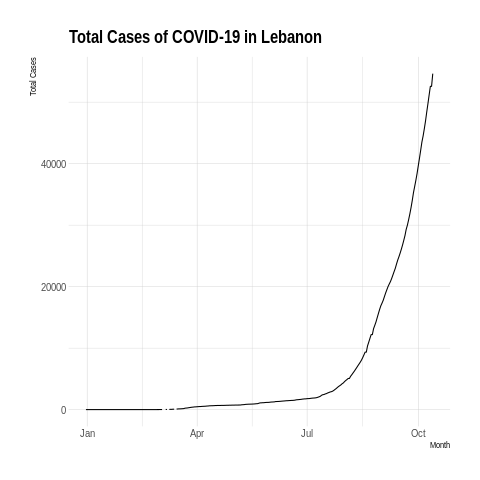 Total Cases of COVID-19 in Lebanon
Total Cases
40000
20000
0
Jan Apr Jul Oct
Month